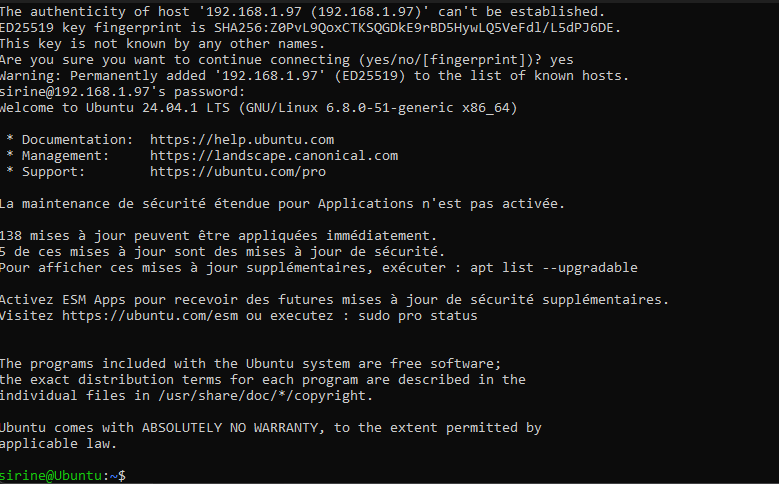 The authenticity of host '192.168.1.97 (192.168.1.97)' can't be established.
ED25519 key fingerprint is SHA256:Z0PvL9QoxCTKSQGDkE9rBD5HywLQ5VeFdl/L5dPJ6DE.
This key is not known by any other names.
Are you sure you want to continue connecting (yes/no/[fingerprint])? yes
Warning: Permanently added '192.168.1.97' (ED25519) to the list of known hosts.
sirine@192.168.1.97's password:
Welcome to Ubuntu 24.04.1 LTS (GNU/Linux 6.8.0-51-generic x86_64)

 * Documentation:  https://help.ubuntu.com
 * Management:     https://landscape.canonical.com
 * Support:        https://ubuntu.com/pro

La maintenance de sécurité étendue pour Applications n'est pas activée.

138 mises à jour peuvent être appliquées immédiatement.
5 de ces mises à jour sont des mises à jour de sécurité.
Pour afficher ces mises à jour supplémentaires, exécuter : apt list --upgradable

Activez ESM Apps pour recevoir des futures mises à jour de sécurité supplémentaires.
Visitez https://ubuntu.com/esm ou executez : sudo pro status

The programs included with the Ubuntu system are free software;
the exact distribution terms for each program are described in the
individual files in /usr/share/doc/*/copyright.

Ubuntu comes with ABSOLUTELY NO WARRANTY, to the extent permitted by
applicable law.

sirine@Ubuntu:~$